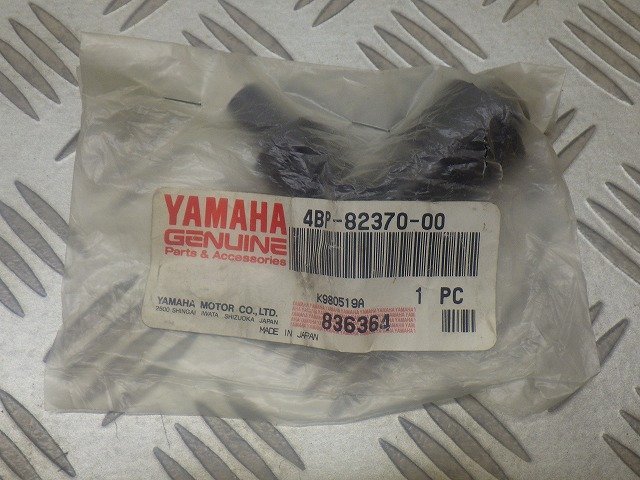 YAMAHA
GENUINE
Parts & Accessories
4BP-82370-00
K980519A
1 PC
YAMAHA MOTOR CO., LTD.
2500 SHINGAI IWATA SHIZUOKA JAPAN
MADE IN JAPAN
836364